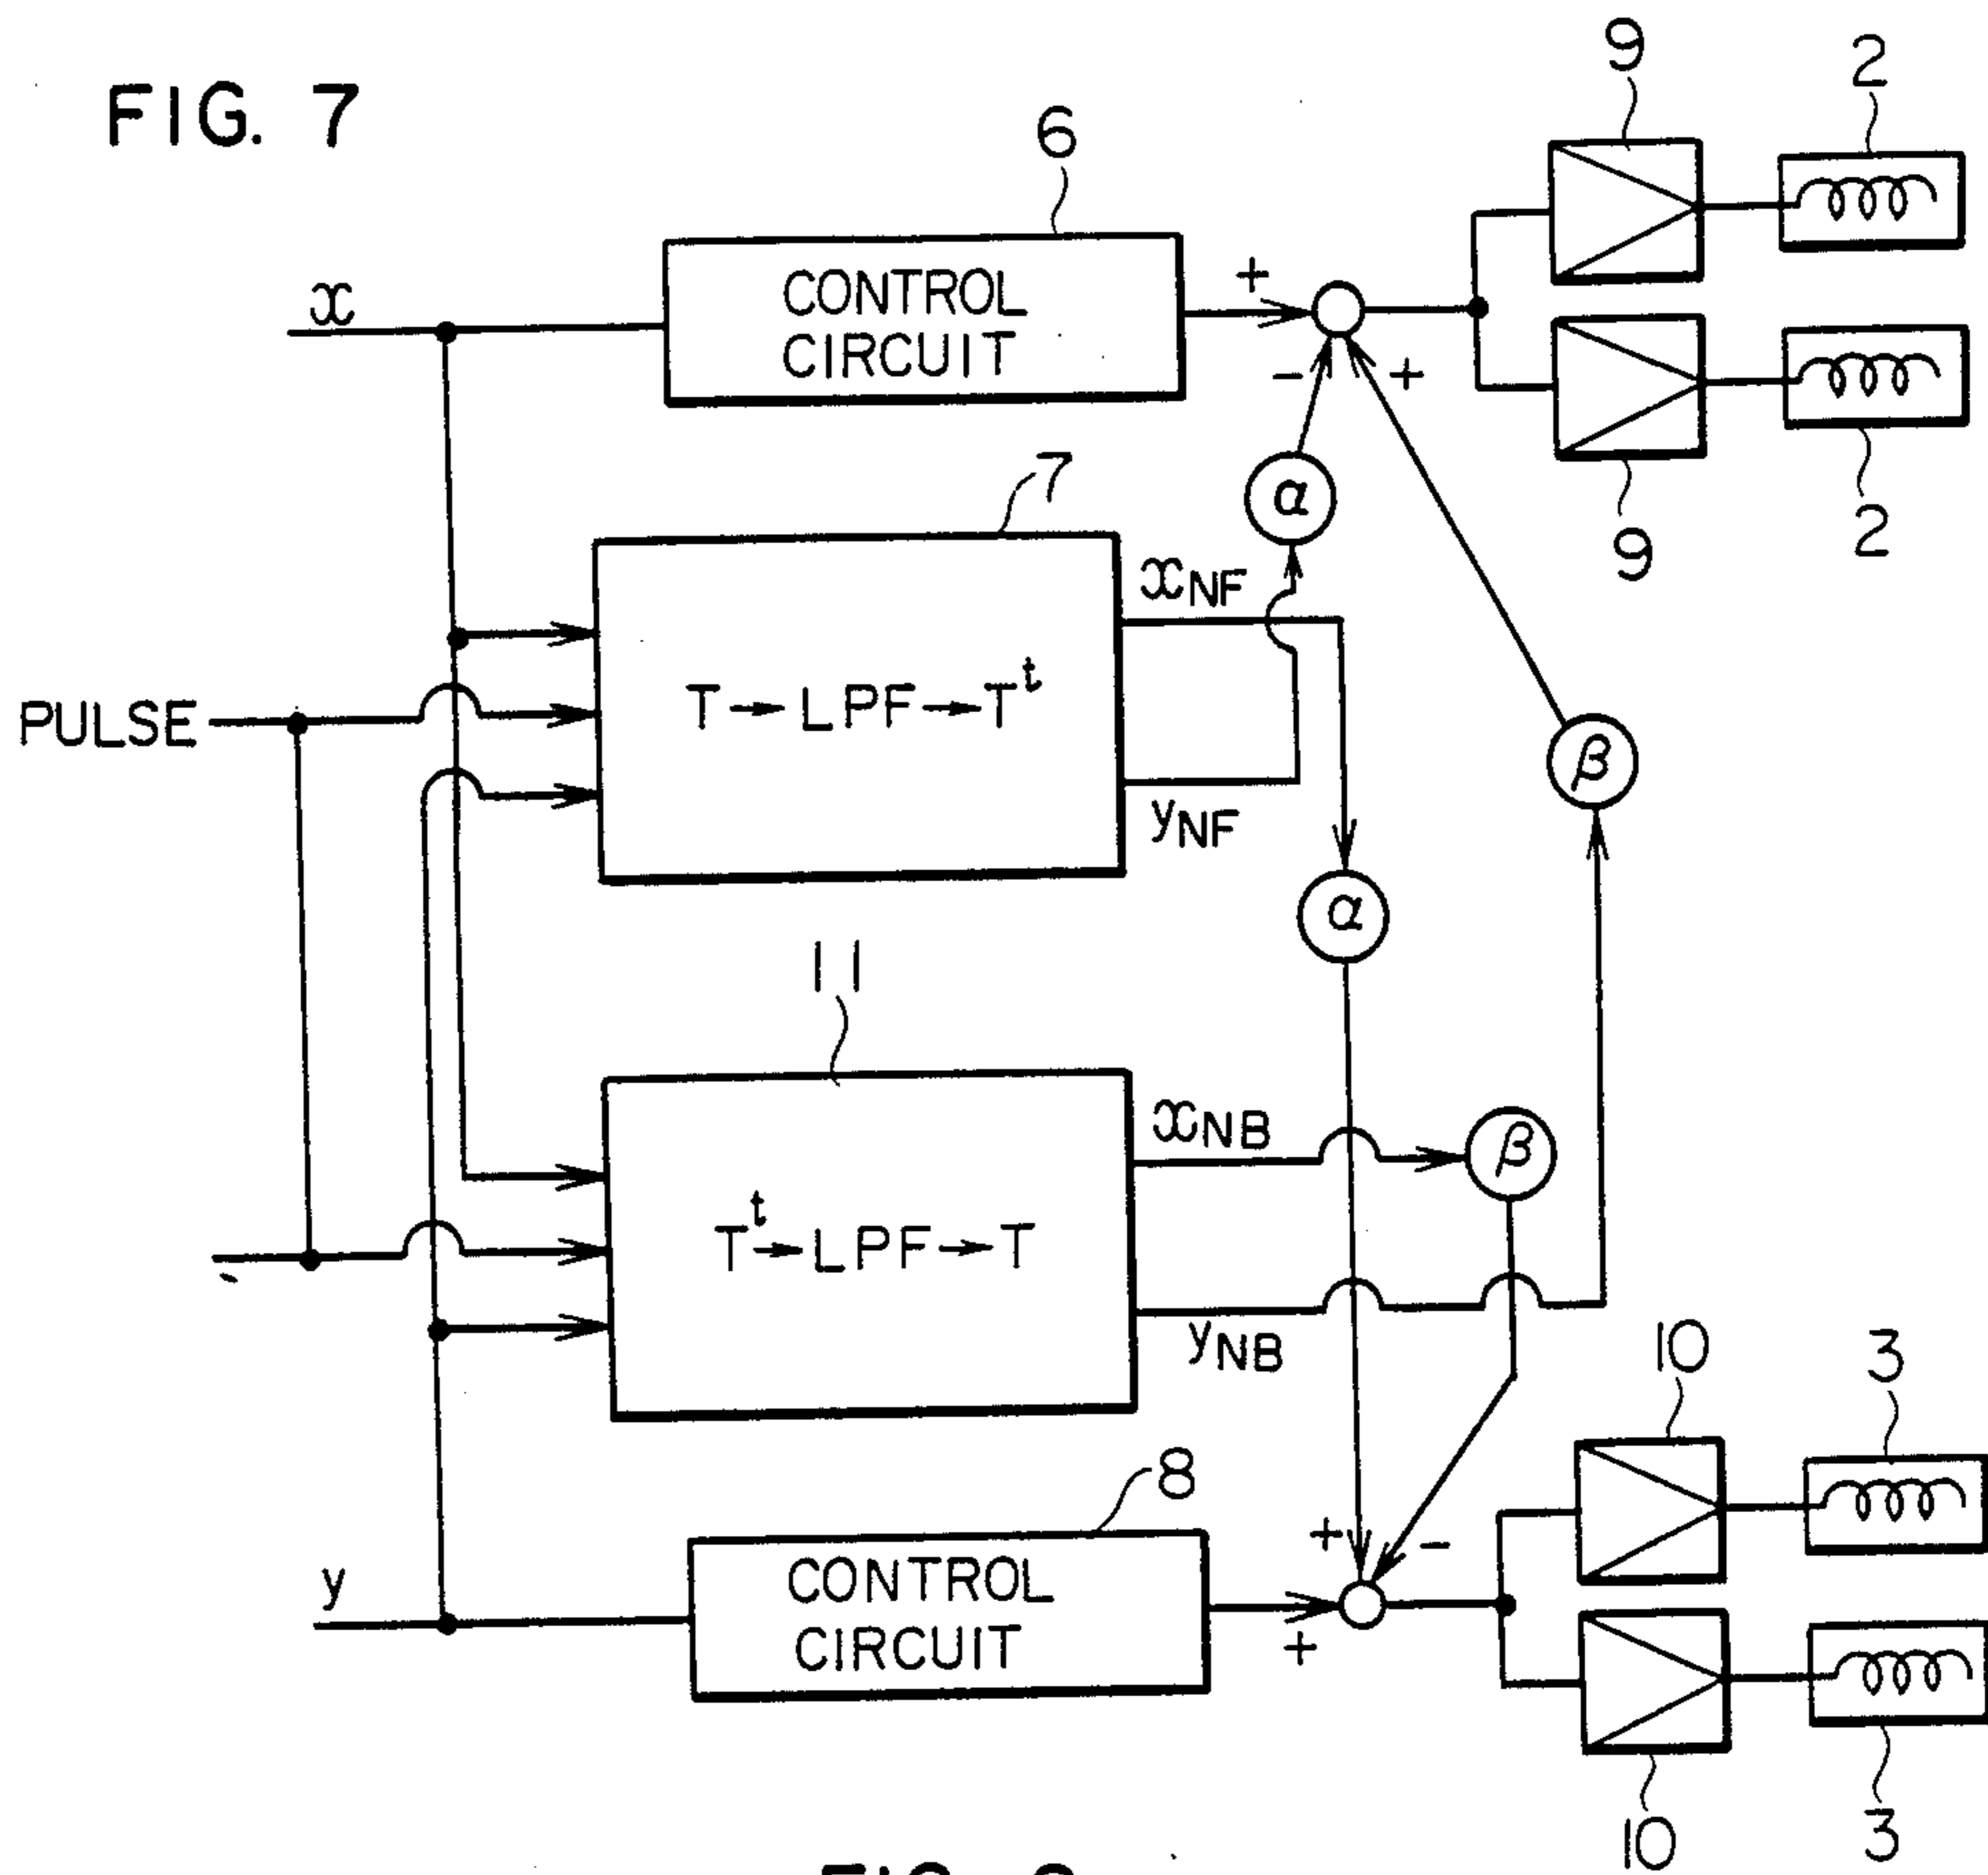 FIG. 7
9
2
6
CONTROL
CIRCUIT
x
+
-
+
9
2
7
α
x_NF
T→LPF→T^t
PULSE
y_NF
β
α
11
x_NB
β
T^t→LPF→T
y_NB
10
3
8
+
-
CONTROL
CIRCUIT
y
+
10
3